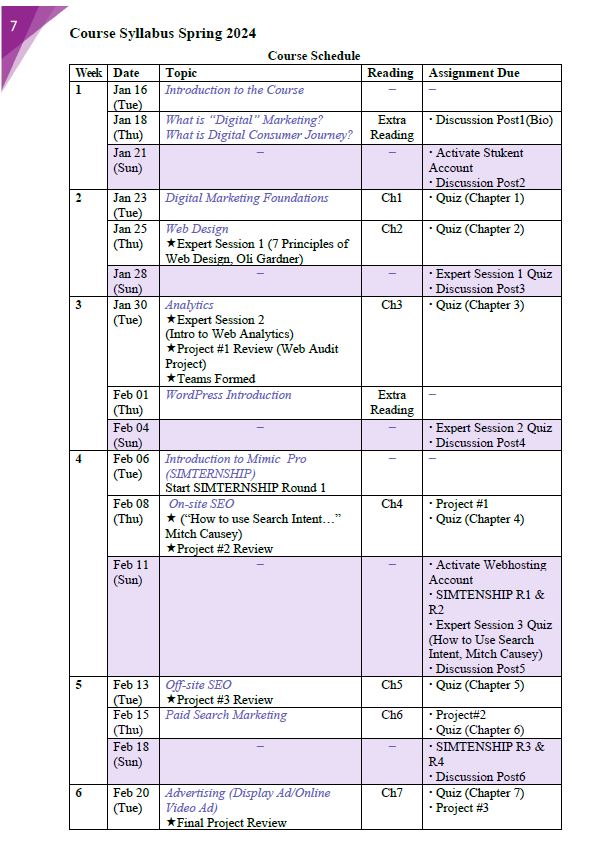 7
Course Syllabus Spring 2024
Course Schedule
Week Date Topic Reading Assignment Due
1 Jan 16 (Tue) Introduction to the Course – –
Jan 18 (Thu) What is “Digital” Marketing? Extra Reading · Discussion Post1(Bio)
What is Digital Consumer Journey?
Jan 21 (Sun) – – · Activate Stukent Account
· Discussion Post2
2 Jan 23 (Tue) Digital Marketing Foundations Ch1 · Quiz (Chapter 1)
Jan 25 (Thu) Web Design Ch2 · Quiz (Chapter 2)
★Expert Session 1 (7 Principles of
Web Design, Oli Gardner)
Jan 28 (Sun) – – · Expert Session 1 Quiz
· Discussion Post3
3 Jan 30 (Tue) Analytics Ch3 · Quiz (Chapter 3)
★Expert Session 2
(Intro to Web Analytics)
★Project #1 Review (Web Audit
Project)
★Teams Formed
Feb 01 (Thu) WordPress Introduction Extra Reading –
Feb 04 (Sun) – – · Expert Session 2 Quiz
· Discussion Post4
4 Feb 06 (Tue) Introduction to Mimic Pro – –
(SIMTERNSHIP)
Start SIMTERNSHIP Round 1
Feb 08 (Thu) On-site SEO Ch4 · Project #1
★ (“How to use Search Intent…” · Quiz (Chapter 4)
Mitch Causey)
★Project #2 Review
Feb 11 (Sun) – – · Activate Webhosting
Account
· SIMTENSHIP R1 &
R2
· Expert Session 3 Quiz
(How to Use Search
Intent, Mitch Causey)
· Discussion Post5
5 Feb 13 (Tue) Off-site SEO Ch5 · Quiz (Chapter 5)
★Project #3 Review
Feb 15 (Thu) Paid Search Marketing Ch6 · Project#2
· Quiz (Chapter 6)
Feb 18 (Sun) – – · SIMTENSHIP R3 &
R4
· Discussion Post6
6 Feb 20 (Tue) Advertising (Display Ad/Online Ch7 · Quiz (Chapter 7)
Video Ad) · Project #3
★Final Project Review